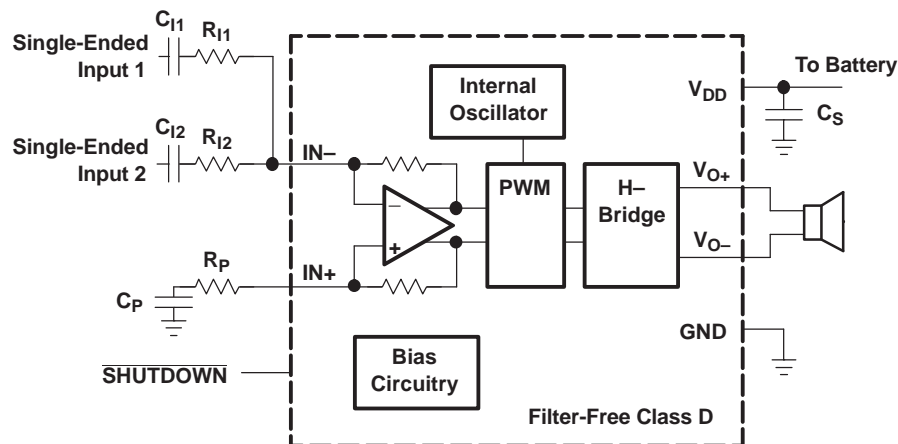 C_I1
R_I1
Single-Ended
Input 1
C_I2
R_I2
Single-Ended
Input 2
IN–
R_P
IN+
C_P
SHUTDOWN
Internal
Oscillator
PWM
H–
Bridge
–
+
Bias
Circuitry
V_DD
To Battery
C_S
V_O+
V_O–
GND
Filter-Free Class D